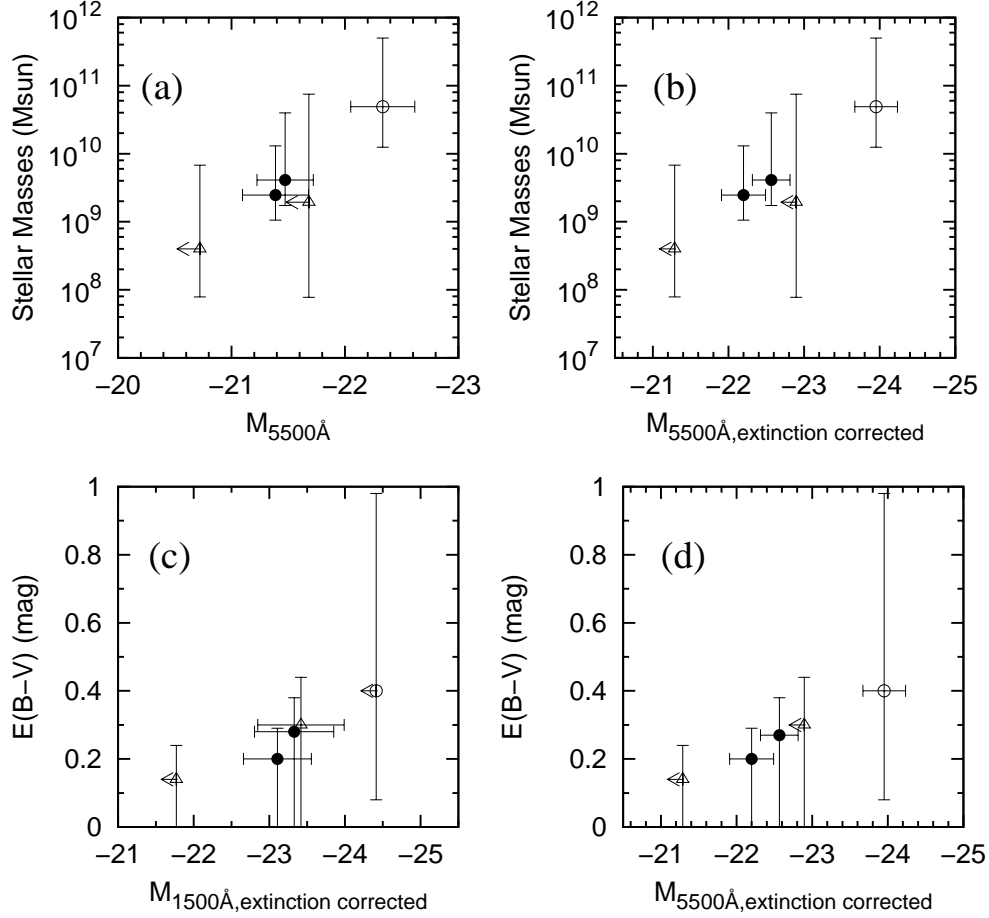 10^12
10^11
10^10
10^9
10^8
10^7
Stellar Masses (Msun)
(a)
−20 −21 −22 −23
M_5500Å
10^12
10^11
10^10
10^9
10^8
10^7
Stellar Masses (Msun)
(b)
−21 −22 −23 −24 −25
M_5500Å,extinction corrected
1
0.8
0.6
0.4
0.2
0
E(B−V) (mag)
(c)
−21 −22 −23 −24 −25
M_1500Å,extinction corrected
1
0.8
0.6
0.4
0.2
0
E(B−V) (mag)
(d)
−21 −22 −23 −24 −25
M_5500Å,extinction corrected